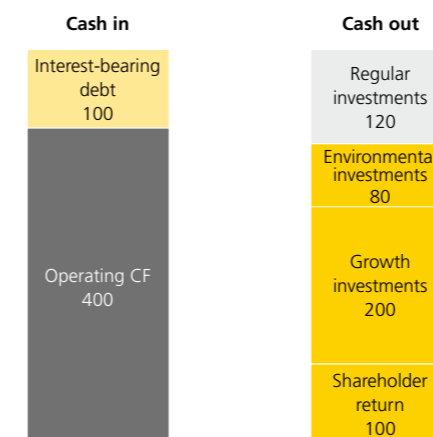 Cash in
Interest-bearing
debt
100
Operating CF
400
Cash out
Regular
investments
120
Environmenta
investments
80
Growth
investments
200
Shareholder
return
100